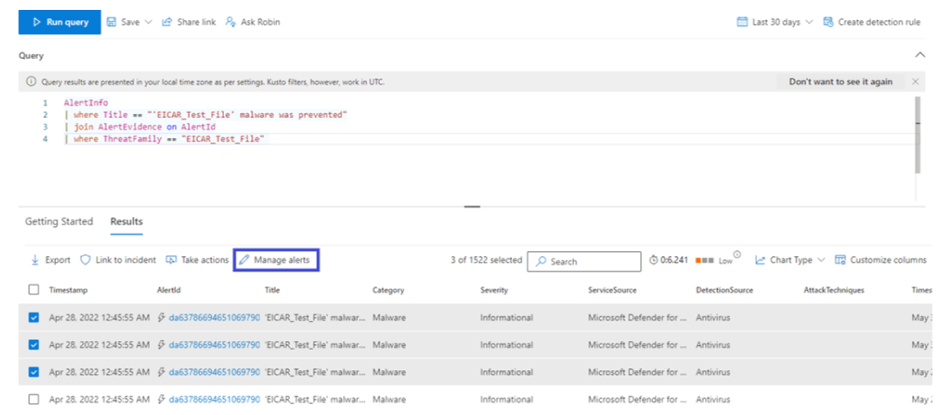 Run query Save Share link Ask Robin Last 30 days Create detection rule
Query
Query results are presented in your local time zone as per settings. Kusto filters, however, work in UTC. Don't want to see it again
1 AlertInfo
2 | where Title == "'EICAR_Test_File' malware was prevented"
3 | join AlertEvidence on AlertId
4 | where ThreatFamily == "EICAR_Test_File"
Getting Started Results
Export Link to incident Take actions Manage alerts 3 of 1522 selected Search 0:6.241 Low Chart Type Customize columns
Timestamp AlertId Title Category Severity ServiceSource DetectionSource AttackTechniques Times
Apr 28, 2022 12:45:55 AM da63786694651069790 'EICAR_Test_File' malwar... Malware Informational Microsoft Defender for ... Antivirus May
Apr 28, 2022 12:45:55 AM da63786694651069790 'EICAR_Test_File' malwar... Malware Informational Microsoft Defender for ... Antivirus May
Apr 28, 2022 12:45:55 AM da63786694651069790 'EICAR_Test_File' malwar... Malware Informational Microsoft Defender for ... Antivirus May
Apr 28, 2022 12:45:55 AM da63786694651069790 'EICAR_Test_File' malwar... Malware Informational Microsoft Defender for ... Antivirus May